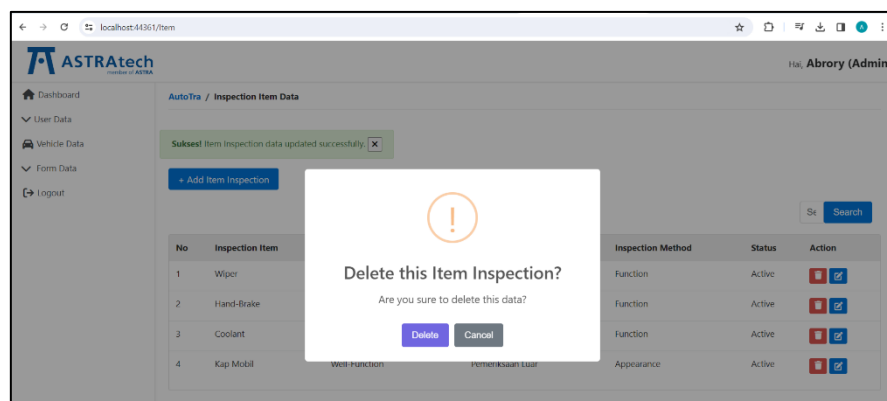 localhost:44361/Item
ASTRAtech
member of ASTRA
Hai, Abrory (Admin
Dashboard
User Data
Vehicle Data
Form Data
Logout
AutoTra / Inspection Item Data
Sukses! Item Inspection data updated successfully. X
+ Add Item Inspection
Se Search
No Inspection Item Inspection Method Status Action
1 Wiper Function Active
2 Hand-Brake Function Active
3 Coolant Function Active
4 Kap Mobil Well-Function Pemeriksaan Luar Appearance Active
!
Delete this Item Inspection?
Are you sure to delete this data?
Delete Cancel